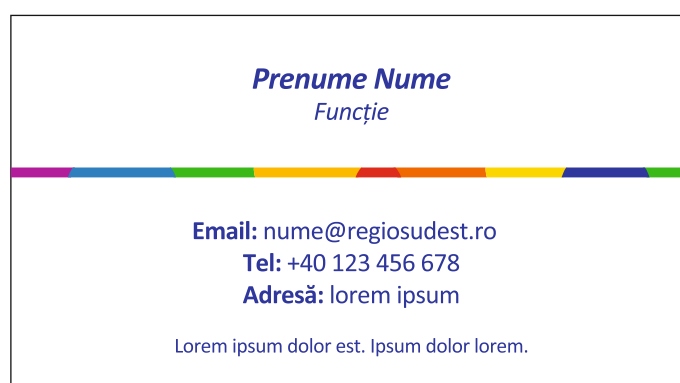 Prenume Nume
Funcție
Email: nume@regiosudest.ro
Tel: +40 123 456 678
Adresă: lorem ipsum
Lorem ipsum dolor est. Ipsum dolor lorem.